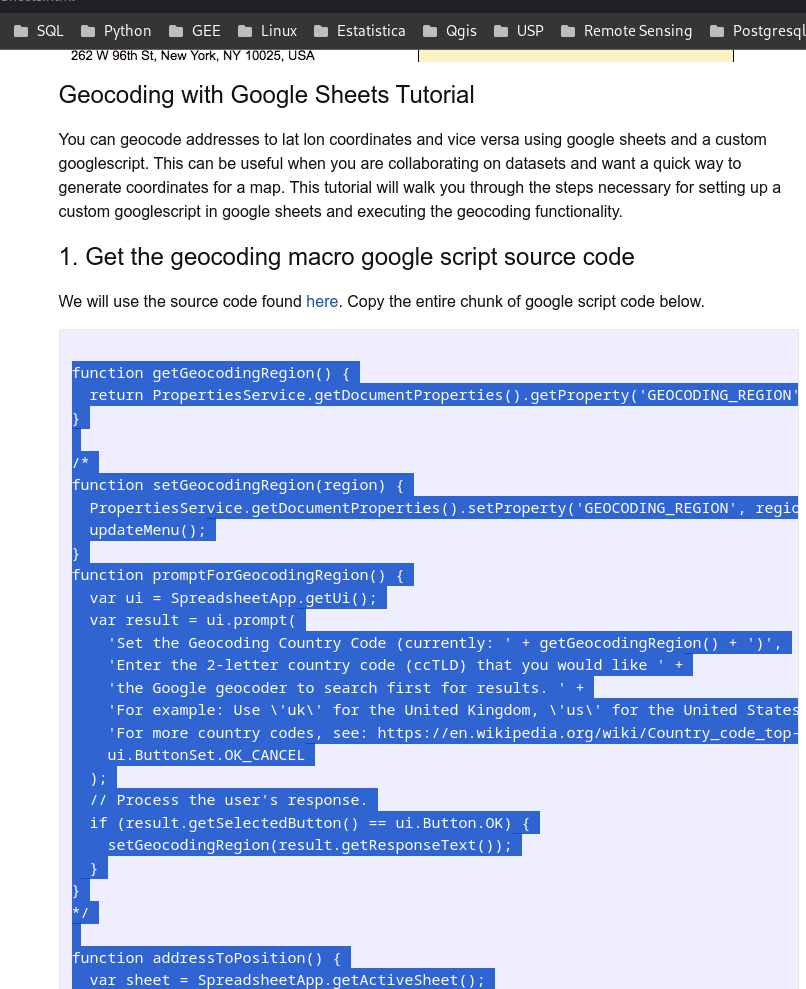 SQL Python GEE Linux Estatistica Qgis USP Remote Sensing Postgresql
262 W 96th St, New York, NY 10025, USA
Geocoding with Google Sheets Tutorial
You can geocode addresses to lat lon coordinates and vice versa using google sheets and a custom
googlescript. This can be useful when you are collaborating on datasets and want a quick way to
generate coordinates for a map. This tutorial will walk you through the steps necessary for setting up a
custom googlescript in google sheets and executing the geocoding functionality.
1. Get the geocoding macro google script source code
We will use the source code found here. Copy the entire chunk of google script code below.
function getGeocodingRegion() {
  return PropertiesService.getDocumentProperties().getProperty('GEOCODING_REGION'
}
/*
function setGeocodingRegion(region) {
  PropertiesService.getDocumentProperties().setProperty('GEOCODING_REGION', regio
  updateMenu();
}
function promptForGeocodingRegion() {
  var ui = SpreadsheetApp.getUi();
  var result = ui.prompt(
    'Set the Geocoding Country Code (currently: ' + getGeocodingRegion() + ')',
    'Enter the 2-letter country code (ccTLD) that you would like ' +
    'the Google geocoder to search first for results. ' +
    'For example: Use \'uk\' for the United Kingdom, \'us\' for the United States
    'For more country codes, see: https://en.wikipedia.org/wiki/Country_code_top-
    ui.ButtonSet.OK_CANCEL
  );
  // Process the user's response.
  if (result.getSelectedButton() == ui.Button.OK) {
    setGeocodingRegion(result.getResponseText());
  }
}
*/
function addressToPosition() {
  var sheet = SpreadsheetApp.getActiveSheet();